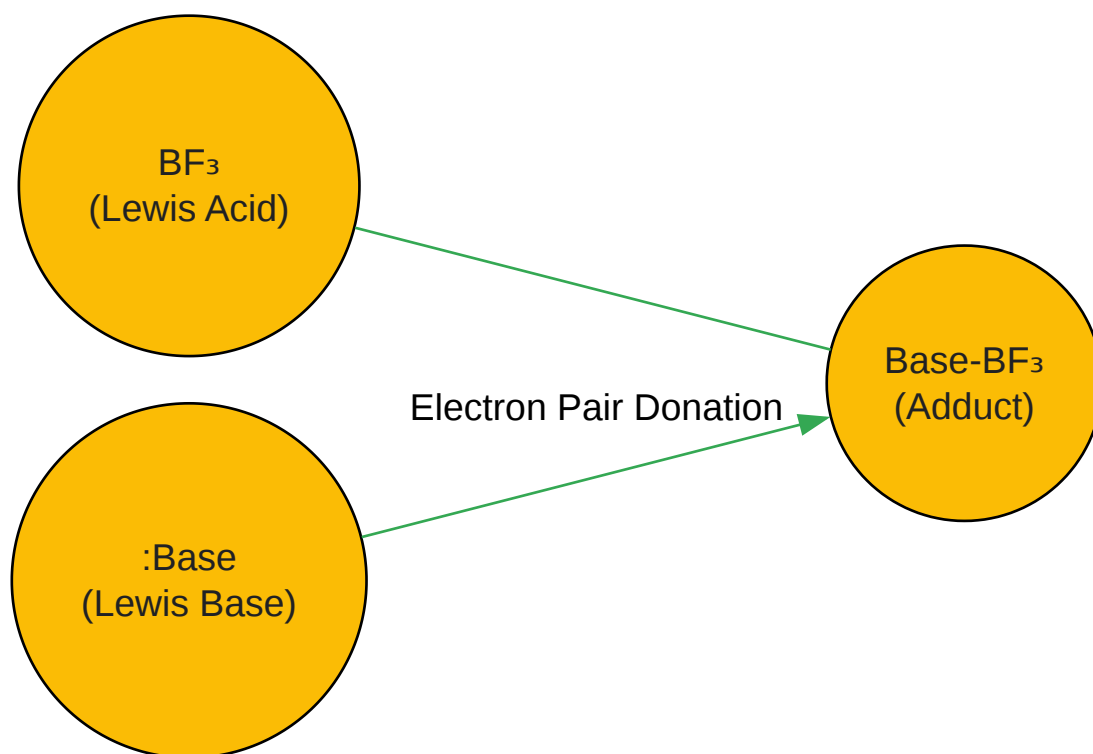 BF₃
(Lewis Acid)
Base-BF₃
(Adduct)
Electron Pair Donation
:Base
(Lewis Base)